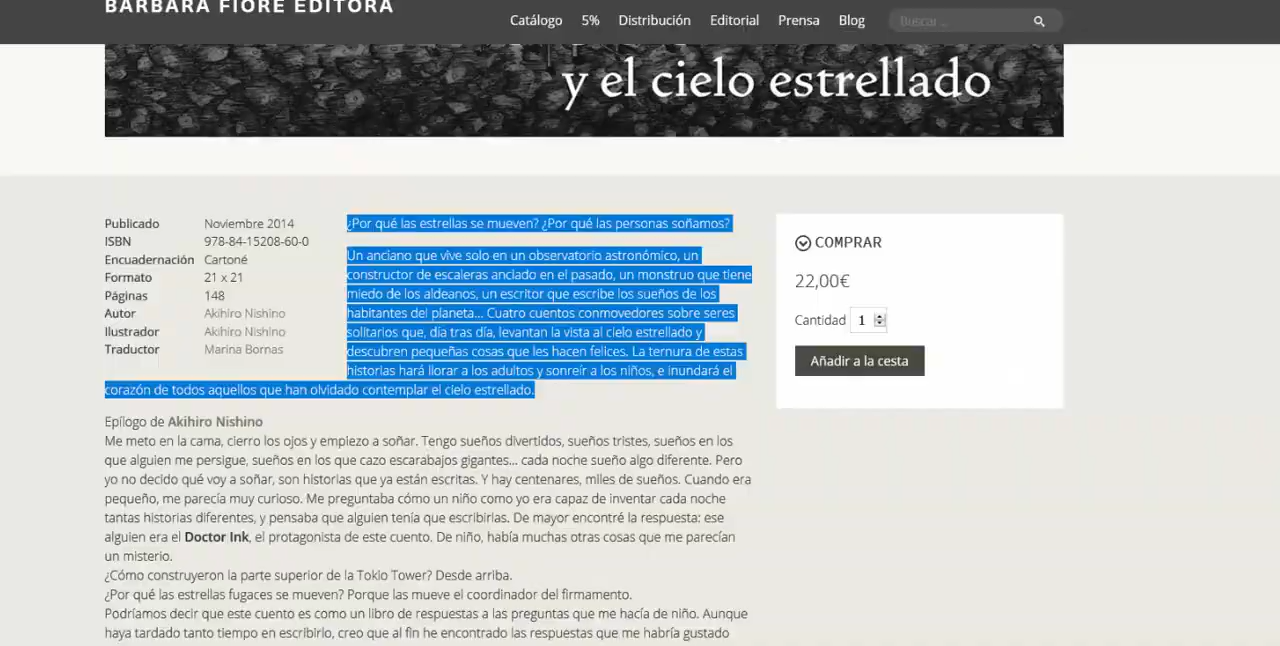 BARBARA FIORE EDITORA
Catálogo 5% Distribución Editorial Prensa Blog Buscar...
y el cielo estrellado
Publicado Noviembre 2014
ISBN 978-84-15208-60-0
Encuadernación Cartoné
Formato 21 x 21
Páginas 148
Autor Akihiro Nishino
Ilustrador Akihiro Nishino
Traductor Marina Bornas
¿Por qué las estrellas se mueven? ¿Por qué las personas soñamos?
Un anciano que vive solo en un observatorio astronómico, un
constructor de escaleras anclado en el pasado, un monstruo que tiene
miedo de los aldeanos, un escritor que escribe los sueños de los
habitantes del planeta... Cuatro cuentos conmovedores sobre seres
solitarios que, día tras día, levantan la vista al cielo estrellado y
descubren pequeñas cosas que les hacen felices. La ternura de estas
historias hará llorar a los adultos y sonreír a los niños, e inundará el
corazón de todos aquellos que han olvidado contemplar el cielo estrellado.
COMPRAR
22,00€
Cantidad 1
Añadir a la cesta
Epílogo de Akihiro Nishino
Me meto en la cama, cierro los ojos y empiezo a soñar. Tengo sueños divertidos, sueños tristes, sueños en los
que alguien me persigue, sueños en los que cazo escarabajos gigantes... cada noche sueño algo diferente. Pero
yo no decido qué voy a soñar, son historias que ya están escritas. Y hay centenares, miles de sueños. Cuando era
pequeño, me parecía muy curioso. Me preguntaba cómo un niño como yo era capaz de inventar cada noche
tantas historias diferentes, y pensaba que alguien tenía que escribirlas. De mayor encontré la respuesta: ese
alguien era el Doctor Ink, el protagonista de este cuento. De niño, había muchas otras cosas que me parecían
un misterio.
¿Cómo construyeron la parte superior de la Tokio Tower? Desde arriba.
¿Por qué las estrellas fugaces se mueven? Porque las mueve el coordinador del firmamento.
Podríamos decir que este cuento es como un libro de respuestas a las preguntas que me hacía de niño. Aunque
haya tardado tanto tiempo en escribirlo, creo que al fin he encontrado las respuestas que me habría gustado